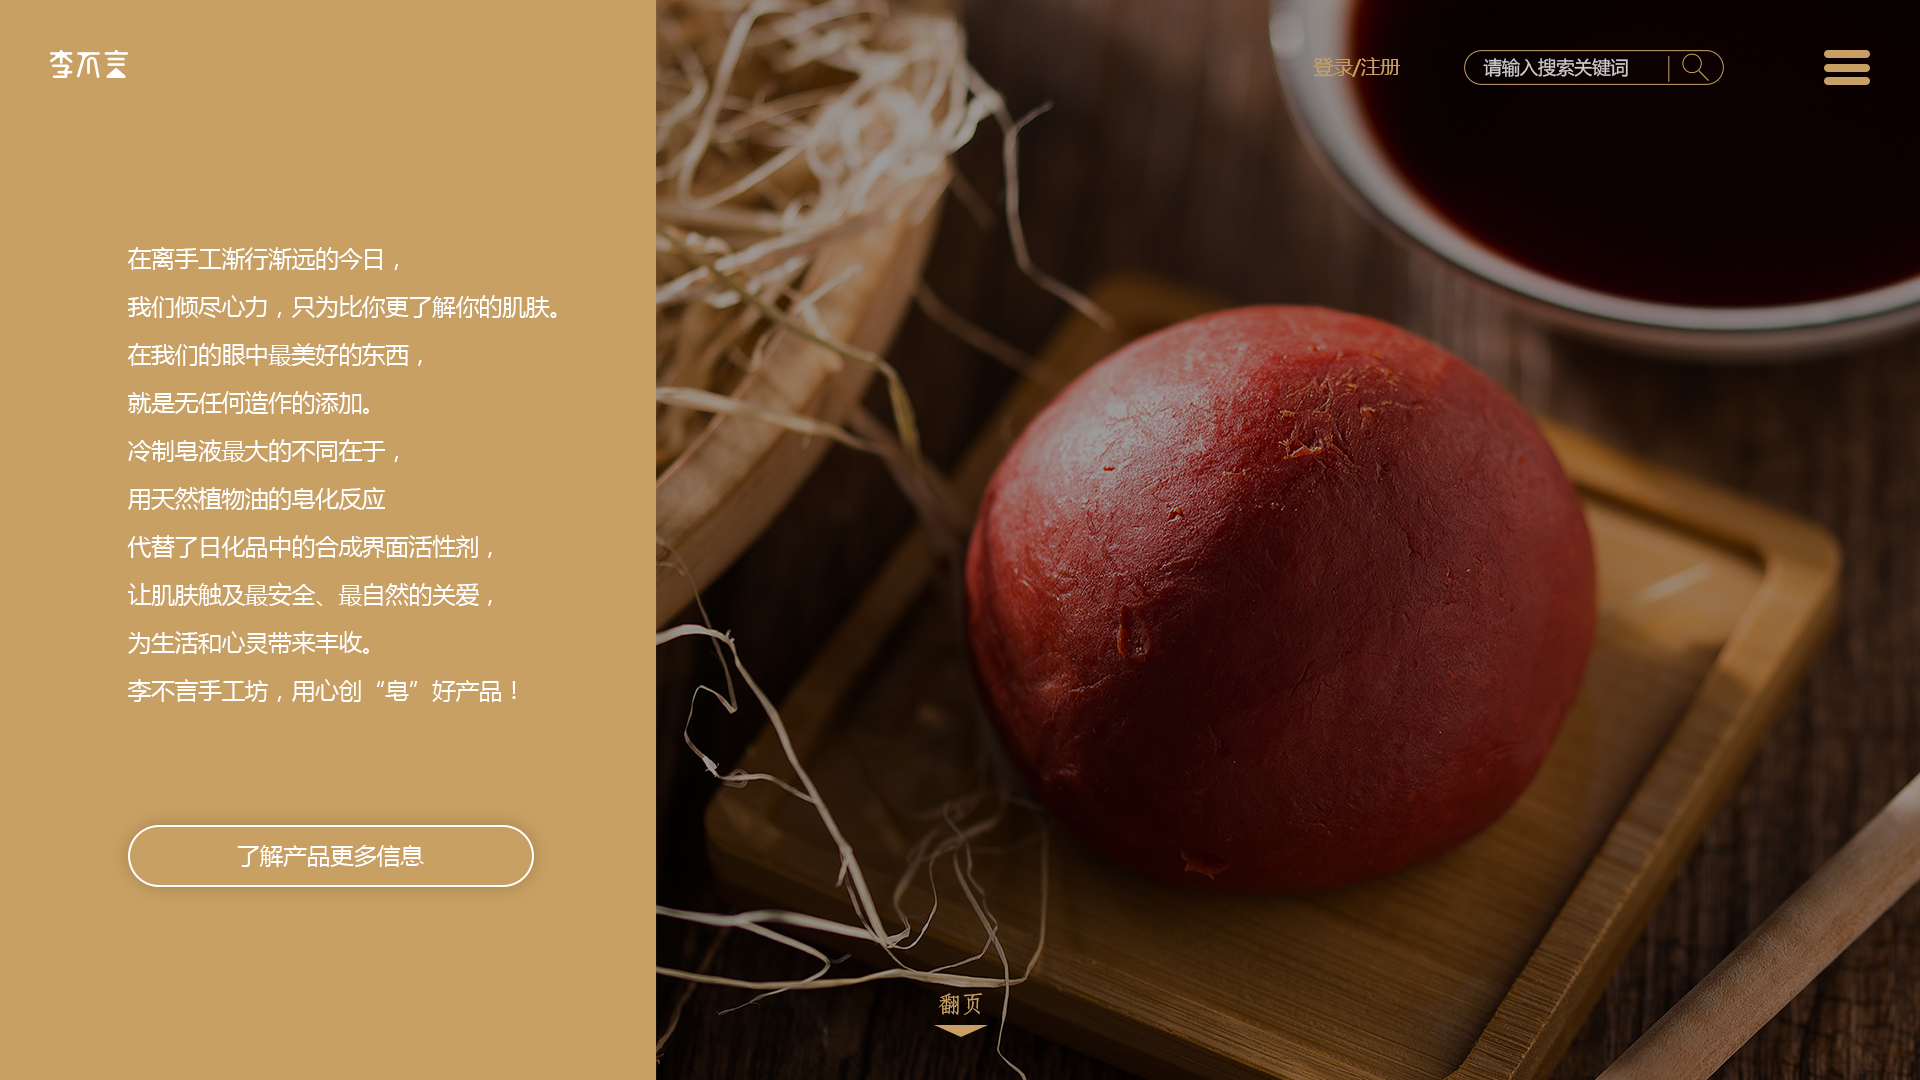 李不言
登录/注册
请输入搜索关键词
在离手工渐行渐远的今日，
我们倾尽心力，只为比你更了解你的肌肤。
在我们的眼中最美好的东西，
就是无任何造作的添加。
冷制皂液最大的不同在于，
用天然植物油的皂化反应
代替了日化品中的合成界面活性剂，
让肌肤触及最安全、最自然的关爱，
为生活和心灵带来丰收。
李不言手工坊，用心创“皂”好产品！
了解产品更多信息
翻页